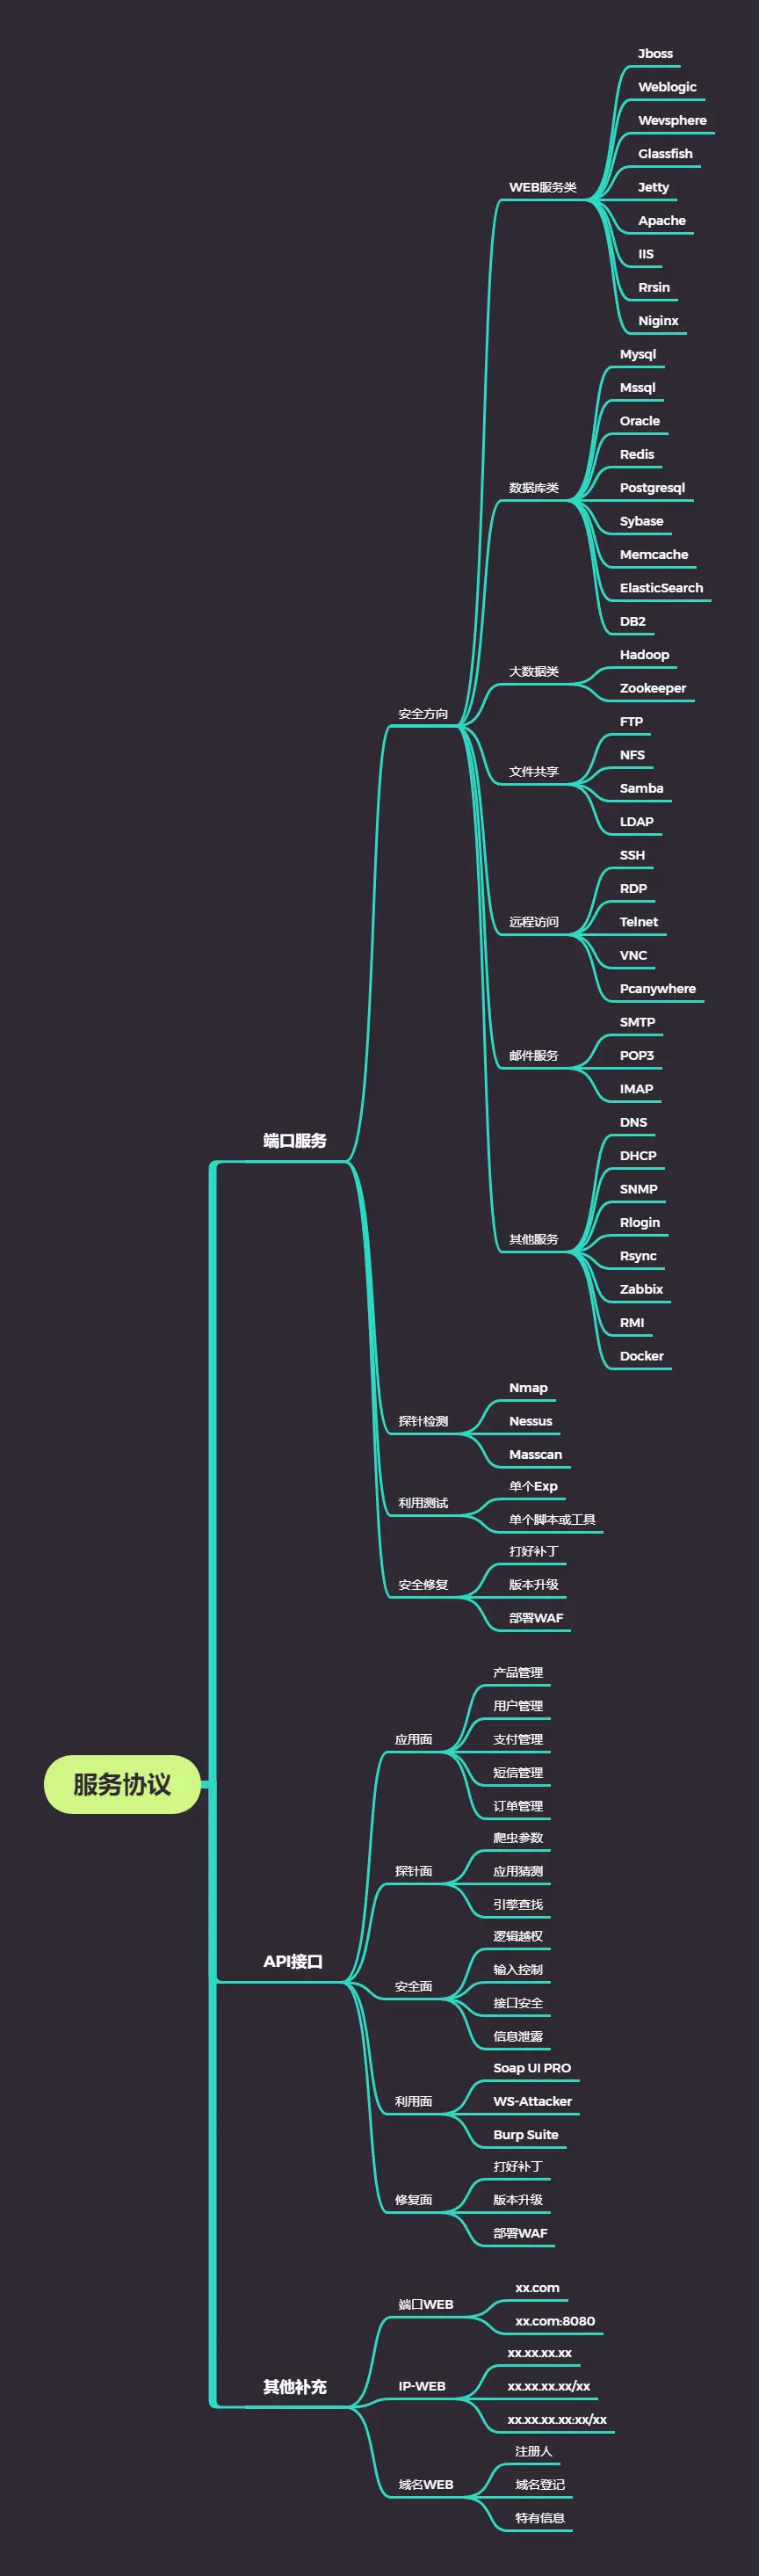 服务协议
端口服务
安全方向
WEB服务类
Jboss
Weblogic
Wevsphere
Glassfish
Jetty
Apache
IIS
Rrsin
Niginx
数据库类
Mysql
Mssql
Oracle
Redis
Postgresql
Sybase
Memcache
ElasticSearch
DB2
大数据类
Hadoop
Zookeeper
文件共享
FTP
NFS
Samba
LDAP
远程访问
SSH
RDP
Telnet
VNC
Pcanywhere
邮件服务
SMTP
POP3
IMAP
其他服务
DNS
DHCP
SNMP
Rlogin
Rsync
Zabbix
RMI
Docker
探针检测
Nmap
Nessus
Masscan
利用测试
单个Exp
单个脚本或工具
安全修复
打好补丁
版本升级
部署WAF
API接口
应用面
产品管理
用户管理
支付管理
短信管理
订单管理
探针面
爬虫参数
应用猜测
引擎查找
安全面
逻辑越权
输入控制
接口安全
信息泄露
利用面
Soap UI PRO
WS-Attacker
Burp Suite
修复面
打好补丁
版本升级
部署WAF
其他补充
端口WEB
xx.com
xx.com:8080
IP-WEB
xx.xx.xx.xx
xx.xx.xx.xx/xx
xx.xx.xx.xx:xx/xx
域名WEB
注册人
域名登记
特有信息